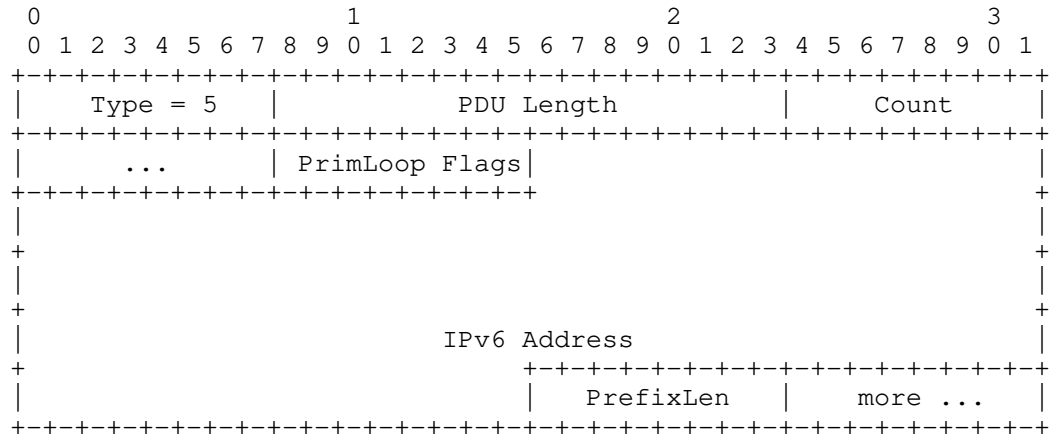 0                   1                   2                   3
0 1 2 3 4 5 6 7 8 9 0 1 2 3 4 5 6 7 8 9 0 1 2 3 4 5 6 7 8 9 0 1
+-+-+-+-+-+-+-+-+-+-+-+-+-+-+-+-+-+-+-+-+-+-+-+-+-+-+-+-+-+-+-+-+
|    Type = 5   |           PDU Length          |     Count     |
+-+-+-+-+-+-+-+-+-+-+-+-+-+-+-+-+-+-+-+-+-+-+-+-+-+-+-+-+-+-+-+-+
|      ...      | PrimLoop Flags|                               |
+-+-+-+-+-+-+-+-+-+-+-+-+-+-+-+-+                               +
|                                                               |
+                                                               +
|                                                               |
+                                                               +
|                          IPv6 Address                         |
+                               +-+-+-+-+-+-+-+-+-+-+-+-+-+-+-+-+
|                               |   PrefixLen   |    more ...   |
+-+-+-+-+-+-+-+-+-+-+-+-+-+-+-+-+-+-+-+-+-+-+-+-+-+-+-+-+-+-+-+-+